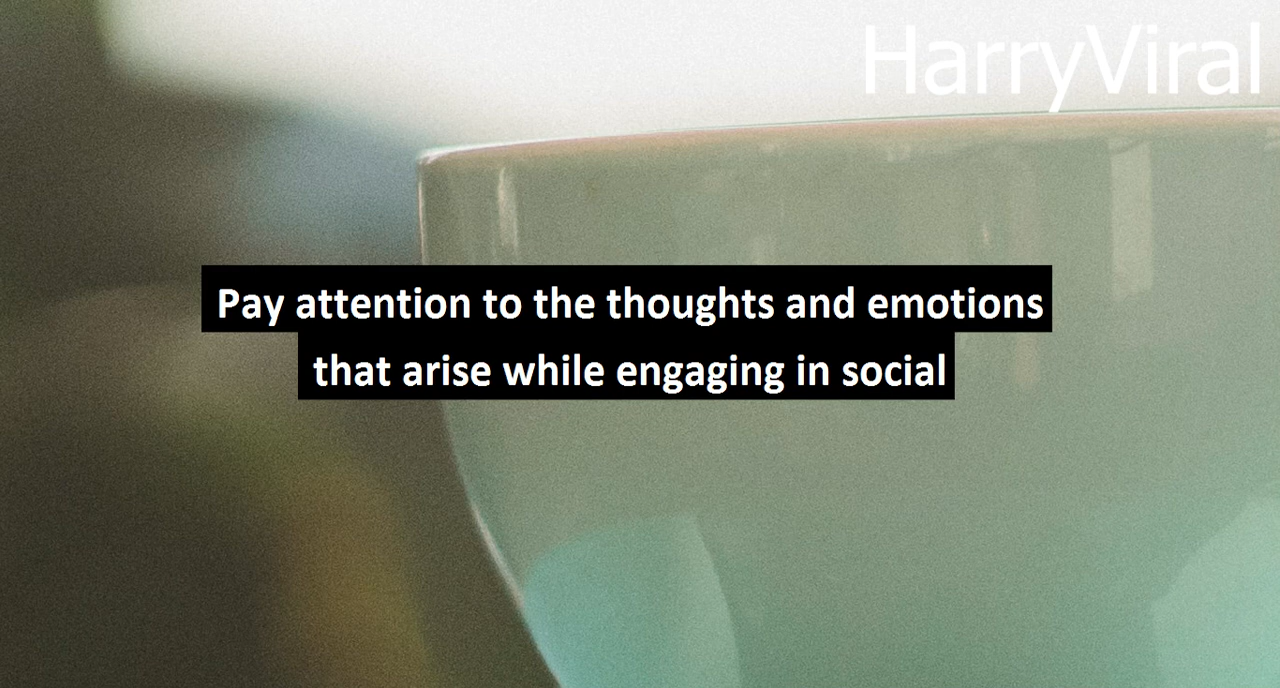 HarryViral
Pay attention to the thoughts and emotions
that arise while engaging in social